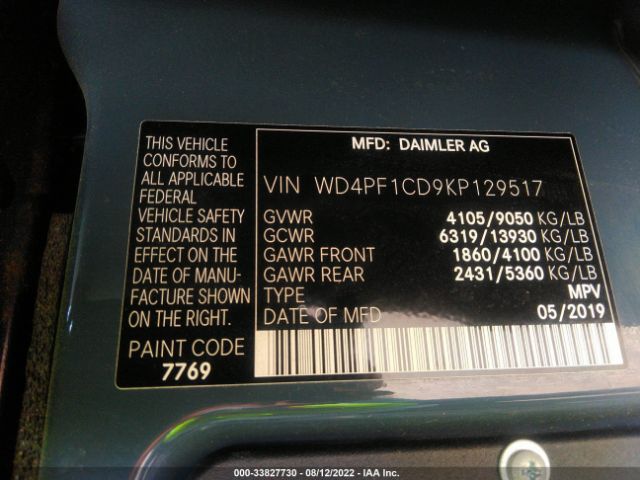 MFD: DAIMLER AG
THIS VEHICLE
CONFORMS TO
ALL APPLICABLE
FEDERAL
VEHICLE SAFETY
STANDARDS IN
EFFECT ON THE
DATE OF MANU-
FACTURE SHOWN
ON THE RIGHT.
PAINT CODE
7769
VIN WD4PF1CD9KP129517
GVWR 4105/9050 KG/LB
GCWR 6319/13930 KG/LB
GAWR FRONT 1860/4100 KG/LB
GAWR REAR 2431/5360 KG/LB
TYPE MPV
DATE OF MFD 05/2019
000-33827730 - 08/12/2022 - IAA Inc.